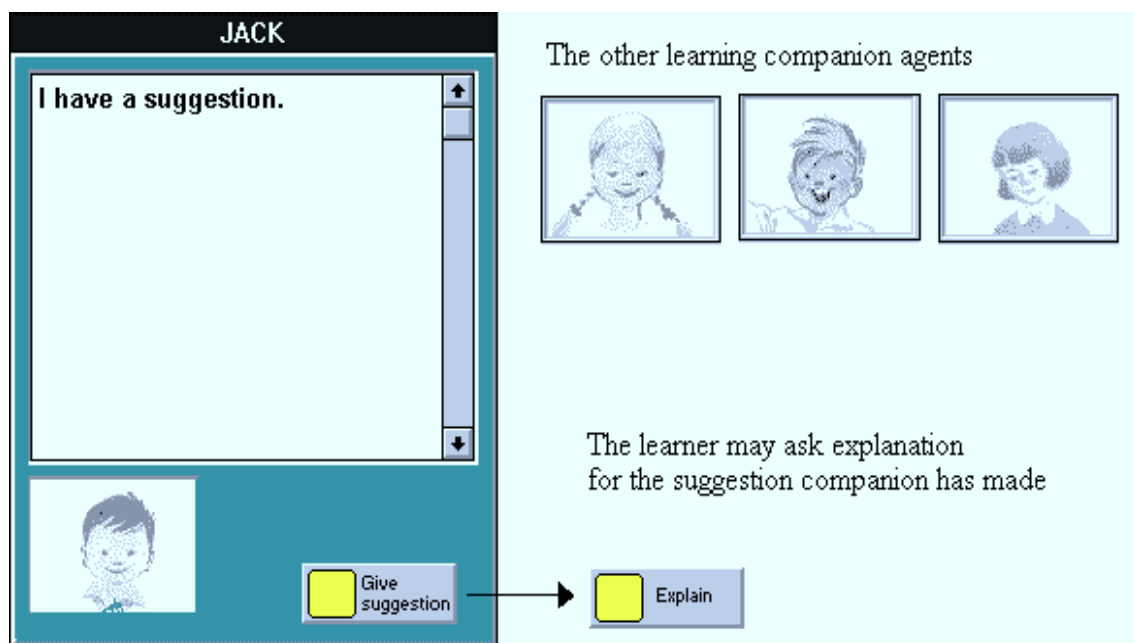 JACK
I have a suggestion.
Give
suggestion
The other learning companion agents
The learner may ask explanation
for the suggestion companion has made
Explain